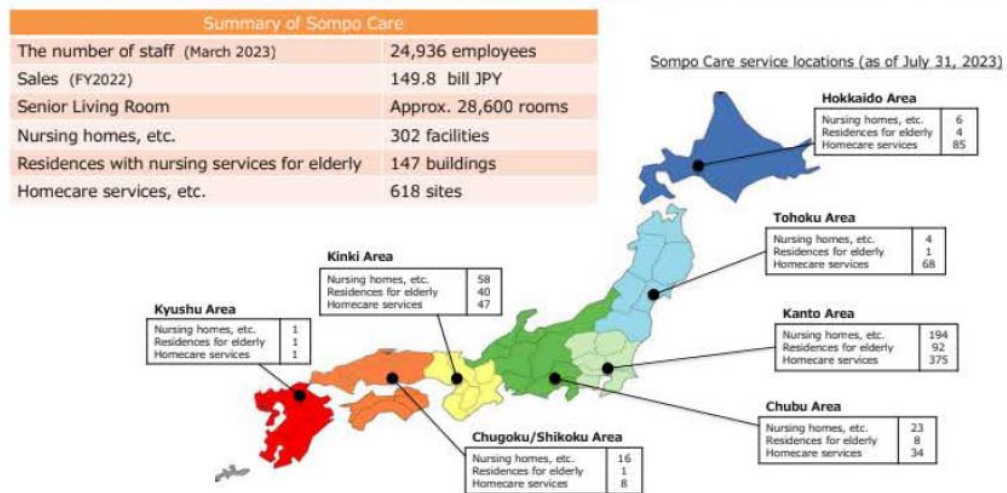 Summary of Sompo Care
The number of staff (March 2023) 24,936 employees
Sales (FY2022) 149.8 bill JPY
Senior Living Room Approx. 28,600 rooms
Nursing homes, etc. 302 facilities
Residences with nursing services for elderly 147 buildings
Homecare services, etc. 618 sites
Sompo Care service locations (as of July 31, 2023)
Hokkaido Area
Nursing homes, etc. 6
Residences for elderly 4
Homecare services 85
Tohoku Area
Nursing homes, etc. 4
Residences for elderly 1
Homecare services 68
Kinki Area
Nursing homes, etc. 58
Residences for elderly 40
Homecare services 47
Kyushu Area
Nursing homes, etc. 1
Residences for elderly 1
Homecare services 1
Kanto Area
Nursing homes, etc. 194
Residences for elderly 92
Homecare services 375
Chubu Area
Nursing homes, etc. 23
Residences for elderly 8
Homecare services 34
Chugoku/Shikoku Area
Nursing homes, etc. 16
Residences for elderly 1
Homecare services 8